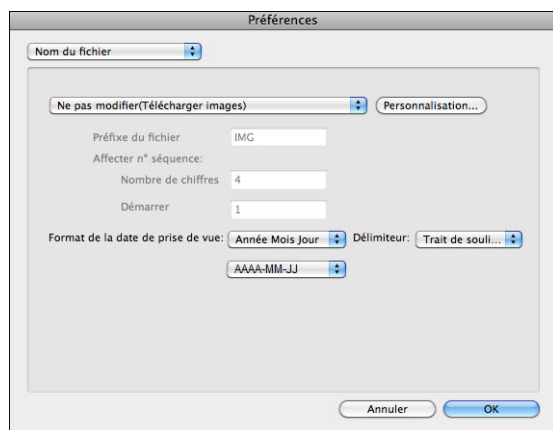 Préférences
Nom du fichier
Ne pas modifier(Télécharger images) Personnalisation...
Préfixe du fichier IMG
Affecter n° séquence:
Nombre de chiffres 4
Démarrer 1
Format de la date de prise de vue: Année Mois Jour Délimiteur: Trait de souli...
AAAA-MM-JJ
Annuler OK